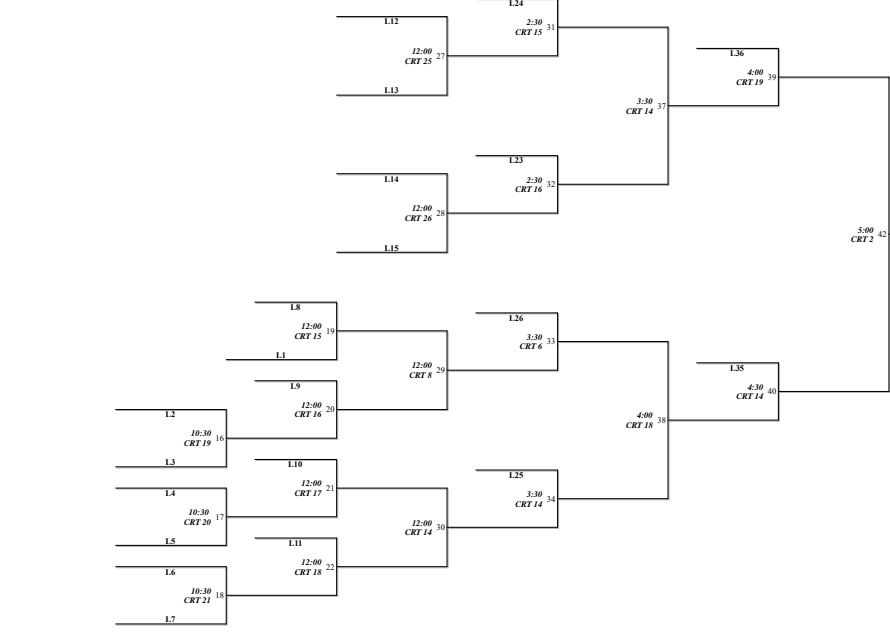 L24
L12
2:30
CRT 15
31
12:00
CRT 25
27
L36
4:00
CRT 19
39
L13
3:30
CRT 14
37
L23
L14
2:30
CRT 16
32
12:00
CRT 26
28
5:00
CRT 2
42
L15
L8
L26
12:00
CRT 15
19
3:30
CRT 6
33
L1
12:00
CRT 8
29
L35
L9
4:30
CRT 14
40
12:00
CRT 16
20
L2
4:00
CRT 18
38
10:30
CRT 19
16
L3
L10
L25
12:00
CRT 17
21
L4
3:30
CRT 14
34
10:30
CRT 20
17
12:00
CRT 14
30
L5
L11
12:00
CRT 18
22
L6
10:30
CRT 21
18
L7